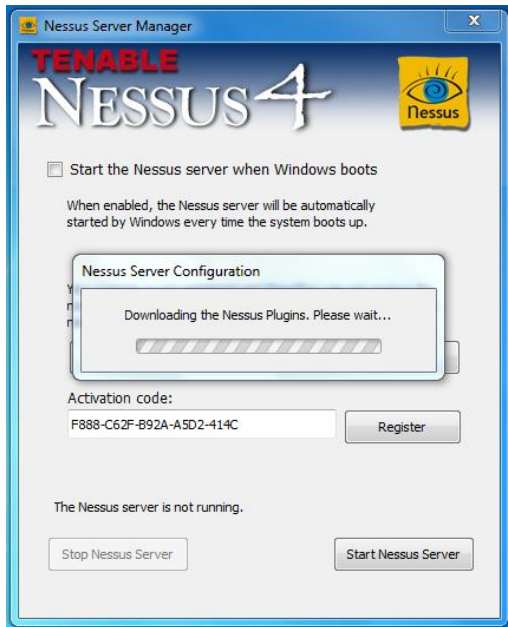 Nessus Server Manager
x
TENABLE
NESSUS 4
Nessus
Start the Nessus server when Windows boots
When enabled, the Nessus server will be automatically
started by Windows every time the system boots up.
Nessus Server Configuration
Downloading the Nessus Plugins. Please wait...
Activation code:
F888-C62F-B92A-A5D2-414C
Register
The Nessus server is not running.
Stop Nessus Server
Start Nessus Server